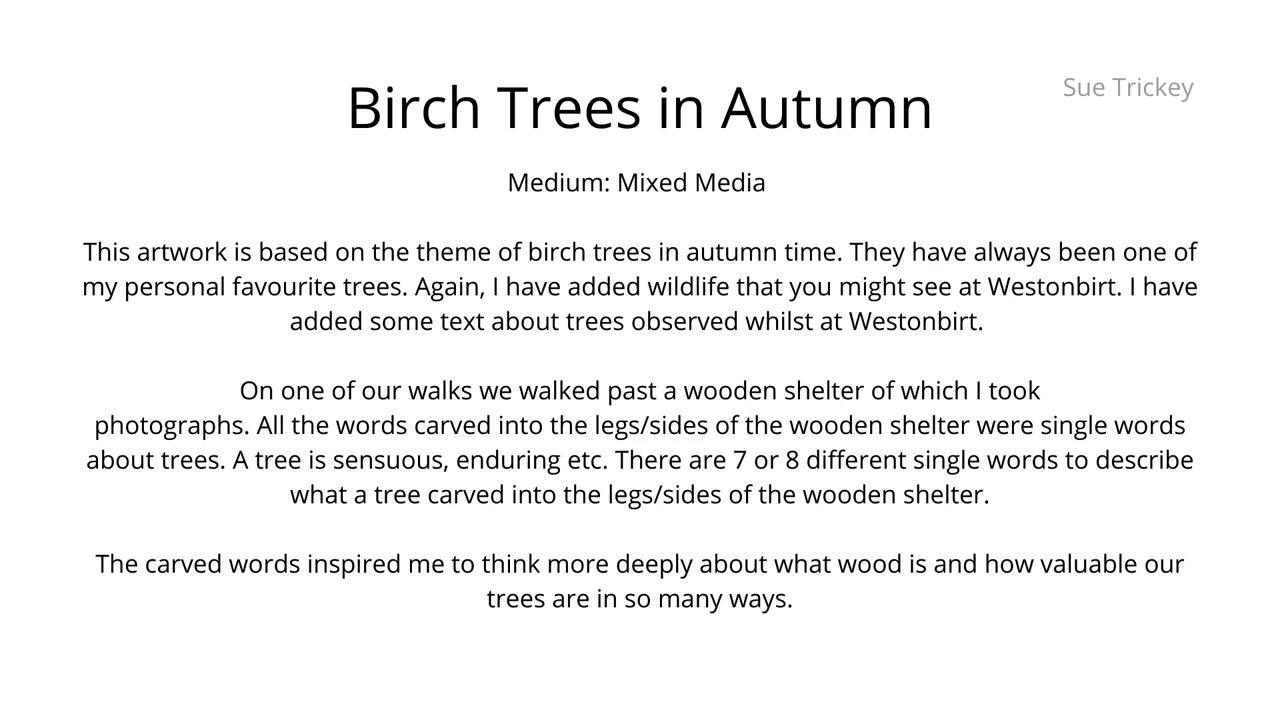 Sue Trickey
Birch Trees in Autumn
Medium: Mixed Media
This artwork is based on the theme of birch trees in autumn time. They have always been one of
my personal favourite trees. Again, I have added wildlife that you might see at Westonbirt. I have
added some text about trees observed whilst at Westonbirt.
On one of our walks we walked past a wooden shelter of which I took
photographs. All the words carved into the legs/sides of the wooden shelter were single words
about trees. A tree is sensuous, enduring etc. There are 7 or 8 different single words to describe
what a tree carved into the legs/sides of the wooden shelter.
The carved words inspired me to think more deeply about what wood is and how valuable our
trees are in so many ways.